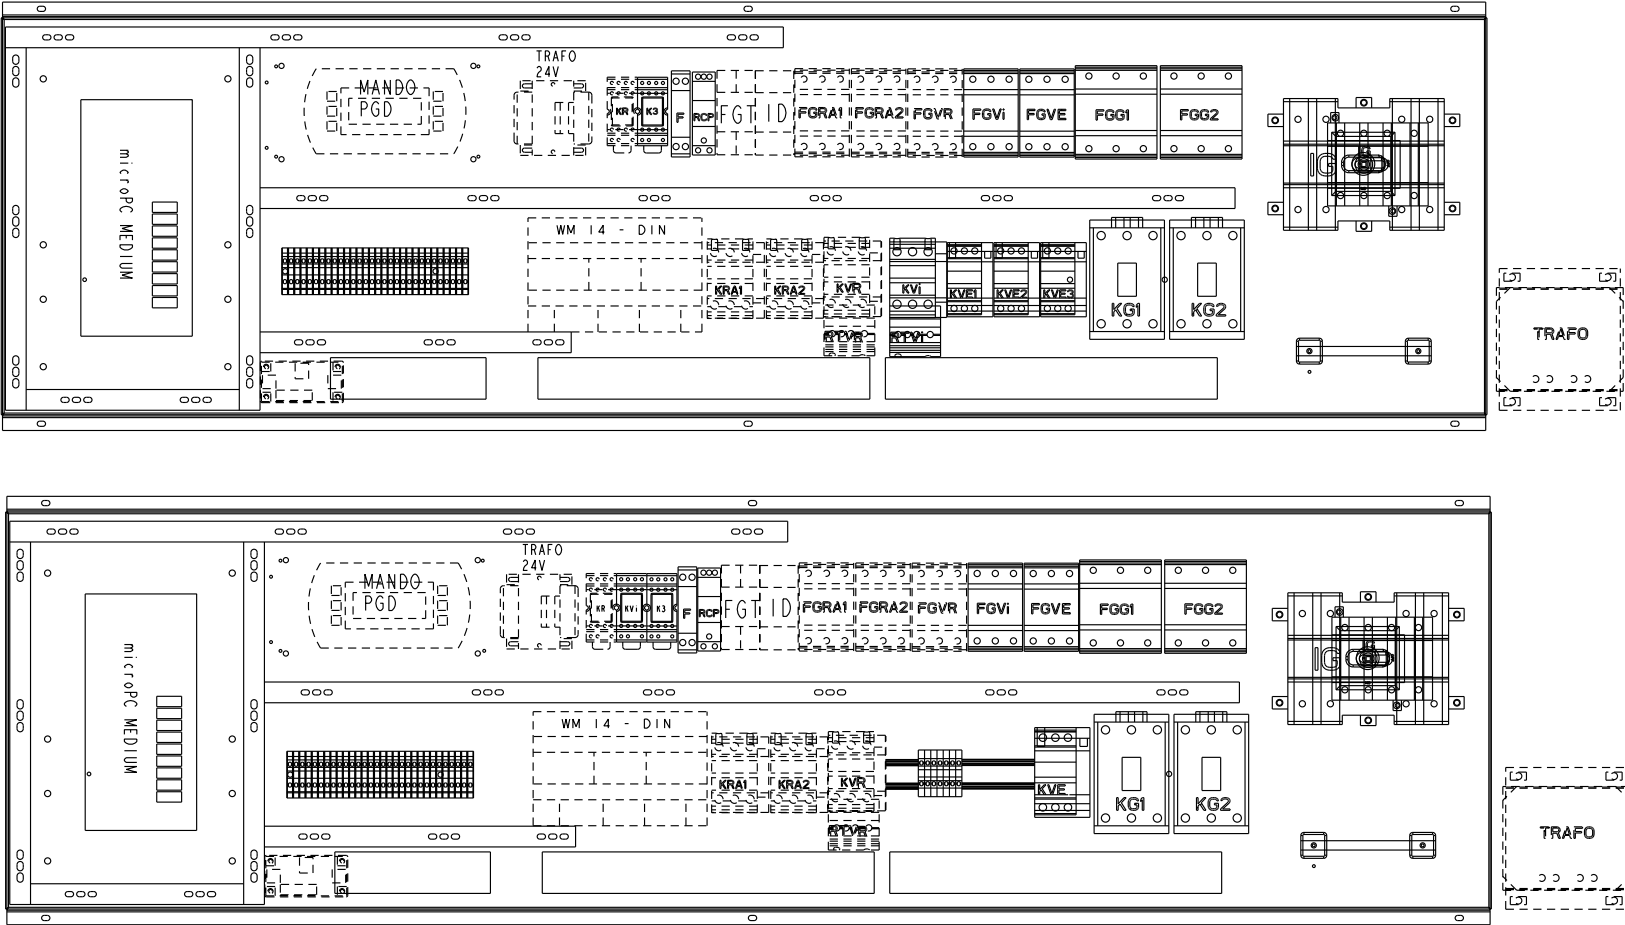 TRAFO
24V
MANDO
PGD
KR K3 F RCP FGT ID FGRA1 FGRA2 FGVR FGVi FGVE FGG1 FGG2
IG
microPC MEDIUM
WM 14 - DIN
KRA1 KRA2 KVR KVi KVE1 KVE2 KVE3 KG1 KG2
RTVR RTVi
TRAFO
TRAFO
24V
MANDO
PGD
KR KVi K3 F RCP FGT ID FGRA1 FGRA2 FGVR FGVi FGVE FGG1 FGG2
IG
microPC MEDIUM
WM 14 - DIN
KRA1 KRA2 KVR KVE KG1 KG2
RTVR
TRAFO